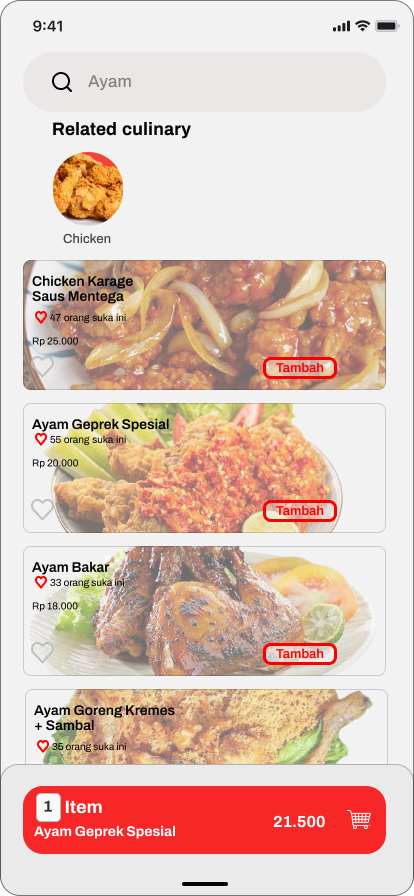 9:41
Ayam
Related culinary
Chicken
Chicken Karage
Saus Mentega
47 orang suka ini
Rp 25.000
Tambah
Ayam Geprek Spesial
55 orang suka ini
Rp 20.000
Tambah
Ayam Bakar
33 orang suka ini
Rp 18.000
Tambah
Ayam Goreng Kremes
+ Sambal
35 orang suka ini
1 Item
Ayam Geprek Spesial
21.500